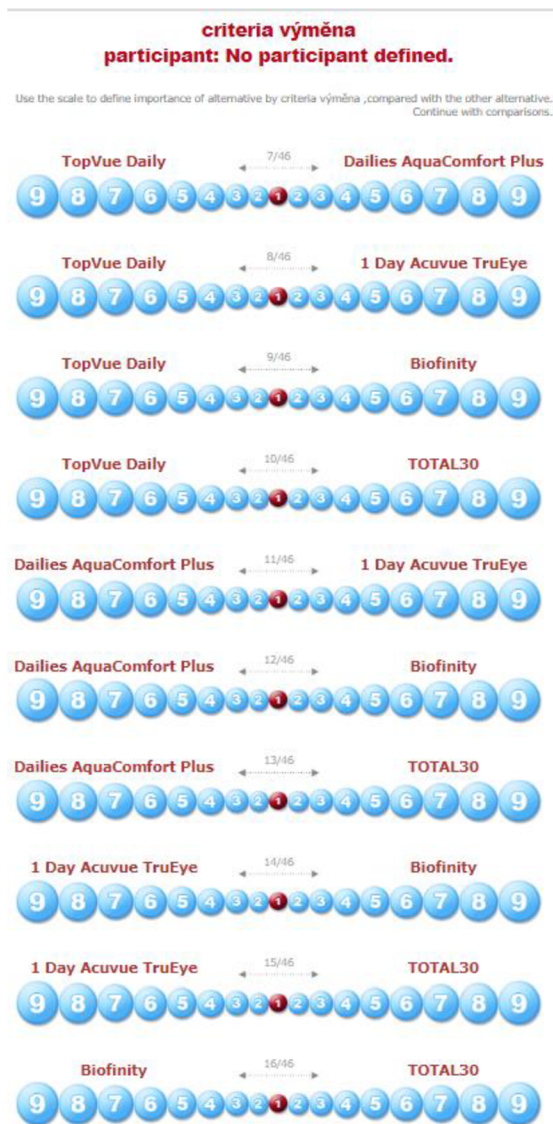 criteria výměna
participant: No participant defined.
Use the scale to define importance of alternative by criteria výměna ,compared with the other alternative.
Continue with comparisons.
TopVue Daily 7/46 Dailies AquaComfort Plus
9 8 7 6 5 4 3 2 1 2 3 4 5 6 7 8 9
TopVue Daily 8/46 1 Day Acuvue TruEye
9 8 7 6 5 4 3 2 1 2 3 4 5 6 7 8 9
TopVue Daily 9/46 Biofinity
9 8 7 6 5 4 3 2 1 2 3 4 5 6 7 8 9
TopVue Daily 10/46 TOTAL30
9 8 7 6 5 4 3 2 1 2 3 4 5 6 7 8 9
Dailies AquaComfort Plus 11/46 1 Day Acuvue TruEye
9 8 7 6 5 4 3 2 1 2 3 4 5 6 7 8 9
Dailies AquaComfort Plus 12/46 Biofinity
9 8 7 6 5 4 3 2 1 2 3 4 5 6 7 8 9
Dailies AquaComfort Plus 13/46 TOTAL30
9 8 7 6 5 4 3 2 1 2 3 4 5 6 7 8 9
1 Day Acuvue TruEye 14/46 Biofinity
9 8 7 6 5 4 3 2 1 2 3 4 5 6 7 8 9
1 Day Acuvue TruEye 15/46 TOTAL30
9 8 7 6 5 4 3 2 1 2 3 4 5 6 7 8 9
Biofinity 16/46 TOTAL30
9 8 7 6 5 4 3 2 1 2 3 4 5 6 7 8 9